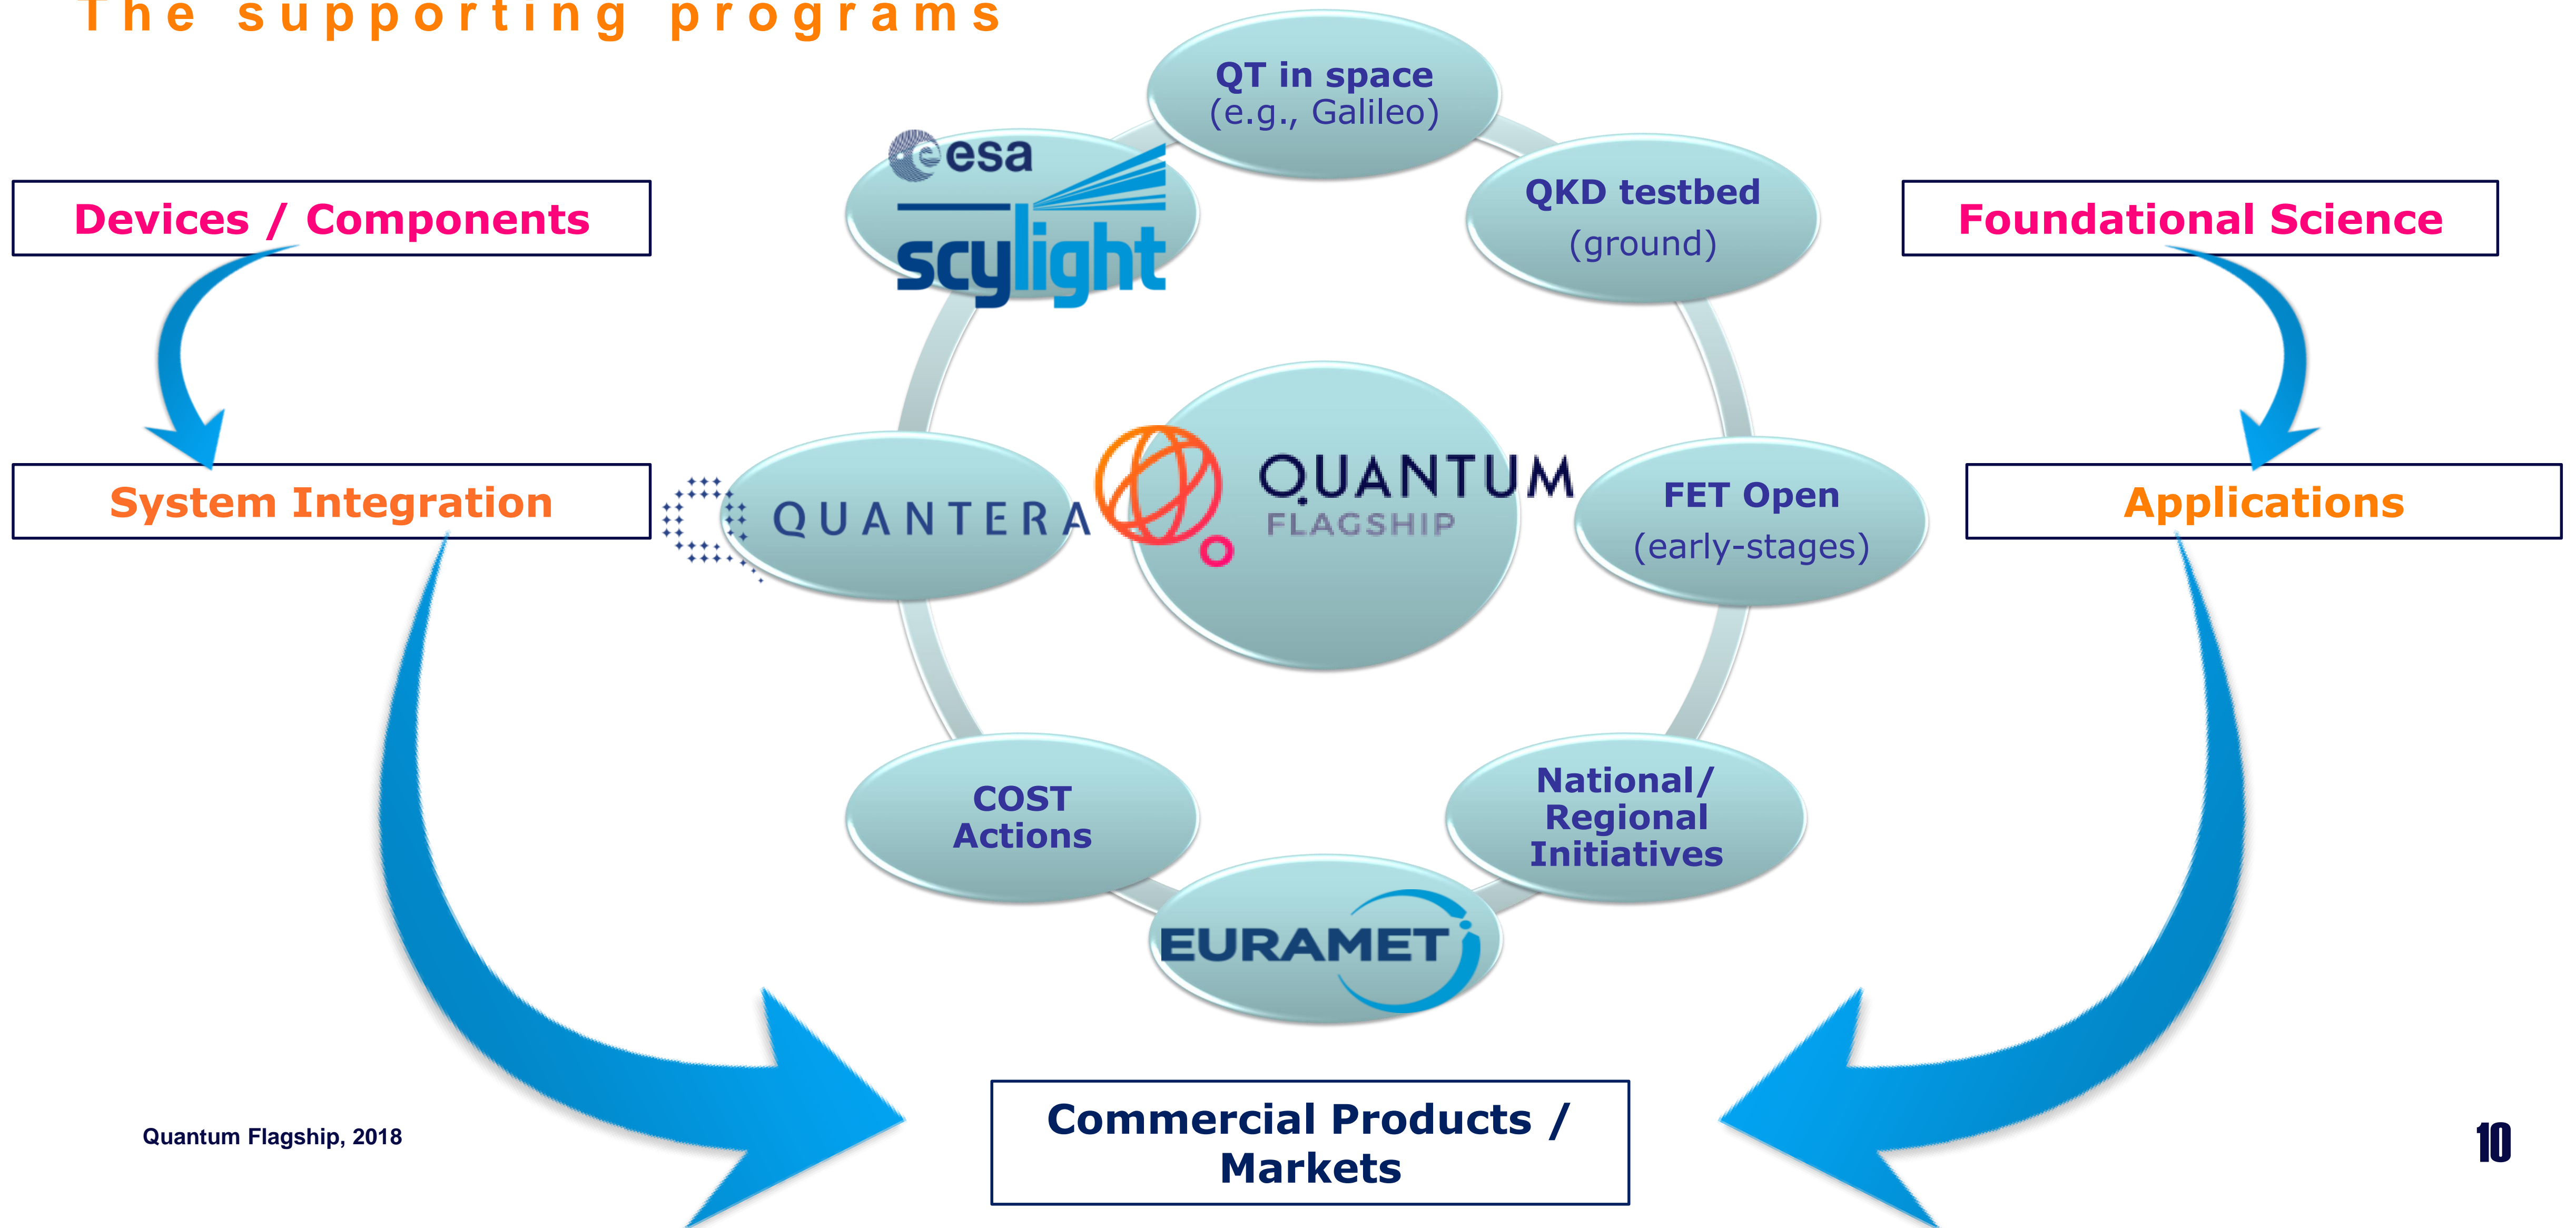 The supporting programs
QT in space
(e.g., Galileo)
esa
scylight
QKD testbed
(ground)
Devices / Components
Foundational Science
System Integration
QUANTERA
QUANTUM
FLAGSHIP
FET Open
(early-stages)
Applications
COST
Actions
National/
Regional
Initiatives
EURAMET
Commercial Products /
Markets
Quantum Flagship, 2018
10